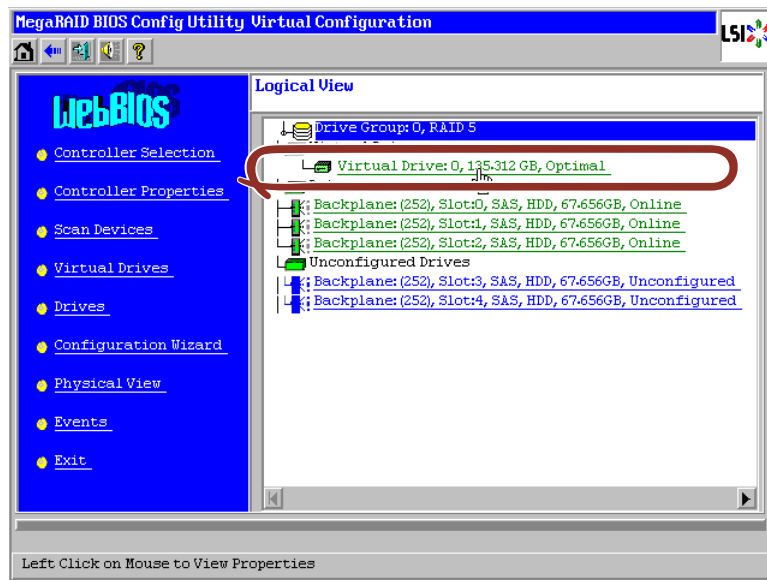 MegaRAID BIOS Config Utility Virtual Configuration
LSI
WebBIOS
Controller Selection
Controller Properties
Scan Devices
Virtual Drives
Drives
Configuration Wizard
Physical View
Events
Exit
Logical View
Drive Group: 0, RAID 5
Virtual Drive: 0, 135.312 GB, Optimal
Backplane: (252), Slot:0, SAS, HDD, 67.656GB, Online
Backplane: (252), Slot:1, SAS, HDD, 67.656GB, Online
Backplane: (252), Slot:2, SAS, HDD, 67.656GB, Online
Unconfigured Drives
Backplane: (252), Slot:3, SAS, HDD, 67.656GB, Unconfigured
Backplane: (252), Slot:4, SAS, HDD, 67.656GB, Unconfigured
Left Click on Mouse to View Properties